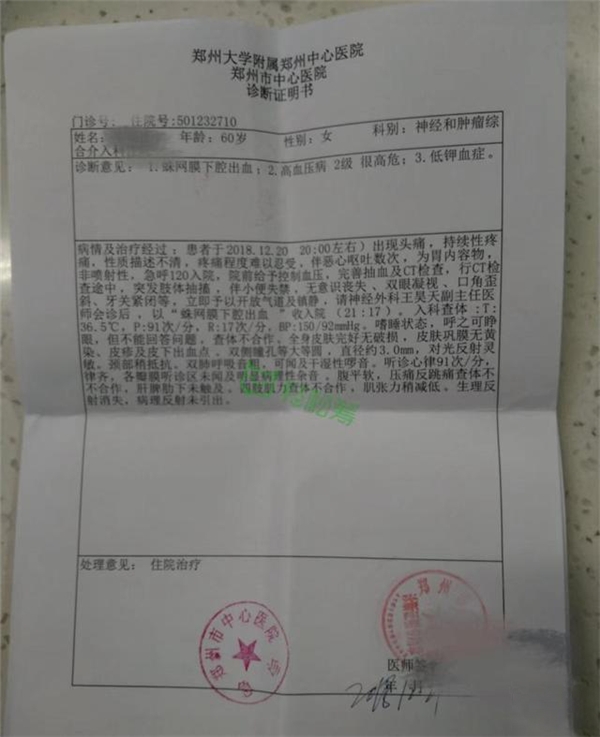 郑州大学附属郑州中心医院
郑州市中心医院
诊断证明书
门诊号: 住院号:501232710
姓名: 年龄: 60岁 性别: 女 科别: 神经和肿瘤综
合介入科
诊断意见: 1.蛛网膜下腔出血;2.高血压病 2级 很高危; 3.低钾血症。
病情及治疗经过: 患者于2018.12.20 20:00左右) 出现头痛, 持续性疼
痛, 性质描述不清, 疼痛程度难以忍受, 伴恶心呕吐数次, 为胃内容物,
非喷射性, 急呼120入院, 院前给予控制血压, 完善抽血及CT检查, 行CT检
查途中, 突发肢体抽搐, 伴小便失禁, 无意识丧失、双眼凝视、口角歪
斜、牙关紧闭等, 立即予以开放气道及镇静, 请神经外科王昊天副主任医
师会诊后, 以 “蛛网膜下腔出血 ”收入院 (21:17)。入科查体 :T:
36.5℃, P:91次/分, R:17次/分, BP:150/92mmHg。嗜睡状态, 呼之可睁
眼, 但不能回答问题, 查体不合作。全身皮肤完好无破损, 皮肤巩膜无黄
染、皮疹及皮下出血点 。双侧瞳孔等大等圆, 直径约3.0mm, 对光反射灵
敏、颈部稍抵抗。双肺呼吸音粗, 可闻及干湿性啰音。听诊心律91次/分,
律齐, 各瓣膜听诊区未闻及明显病理性杂音。腹平软, 压痛反跳痛查体不
不合作, 肝脾肋下未触及。四肢肌力查体不合作, 肌张力稍减低。生理反
射消失, 病理反射未引出。
处理意见: 住院治疗
郑州市中心医院
郑州
医师签